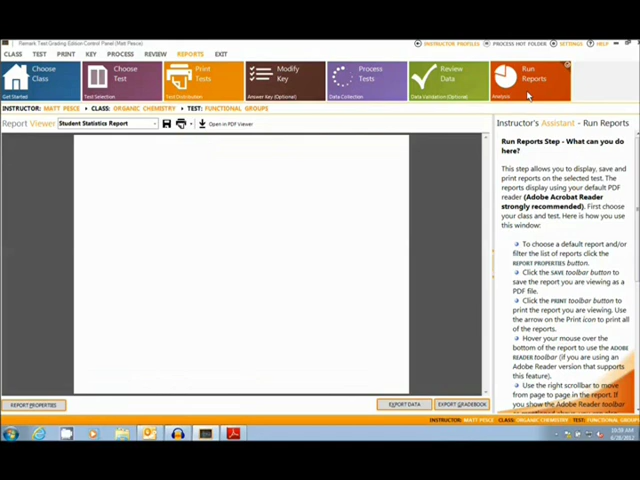 Remark Test Grading Edition Control Panel (Matt Peece)
INSTRUCTOR PROFILES PROCESS HOT FOLDER SETTINGS HELP
CLASS TEST PRINT KEY PROCESS REVIEW REPORTS EXIT
Choose Class
Get Started
Choose Test
Test Selection
Print Tests
Test Distribution
Modify Key
Answer Key (Optional)
Process Tests
Data Collection
Review Data
Data Validation (Optional)
Run Reports
Analysis
INSTRUCTOR: MATT PESCE CLASS: ORGANIC CHEMISTRY TEST: FUNCTIONAL GROUPS
Report Viewer Student Statistics Report Open in PDF Viewer
Instructor's Assistant - Run Reports
Run Reports Step - What can you do
here?
This step allows you to display, save and
print reports on the selected test. The
reports display using your default PDF
reader (Adobe Acrobat Reader
strongly recommended). First choose
your class and test. Here is how you use
this window:
To choose a default report and/or
filter the list of reports click the
REPORT PROPERTIES button.
Click the SAVE toolbar button to
save the report you are viewing as a
PDF file.
Click the PRINT toolbar button to
print the report you are viewing. Use
the arrow on the Print icon to print all
of the reports.
Hover your mouse over the
bottom of the report to use the ADOBE
READER toolbar (if you are using an
Adobe Reader version that supports
this feature).
Use the right scrollbar to move
from page to page in the report. If
you show the Adobe Reader toolbar
REPORT PROPERTIES EXPORT DATA EXPORT GRADEBOOK
INSTRUCTOR: MATT PESCE CLASS: ORGANIC CHEMISTRY TEST: FUNCTIONAL GROUPS
10:08 AM